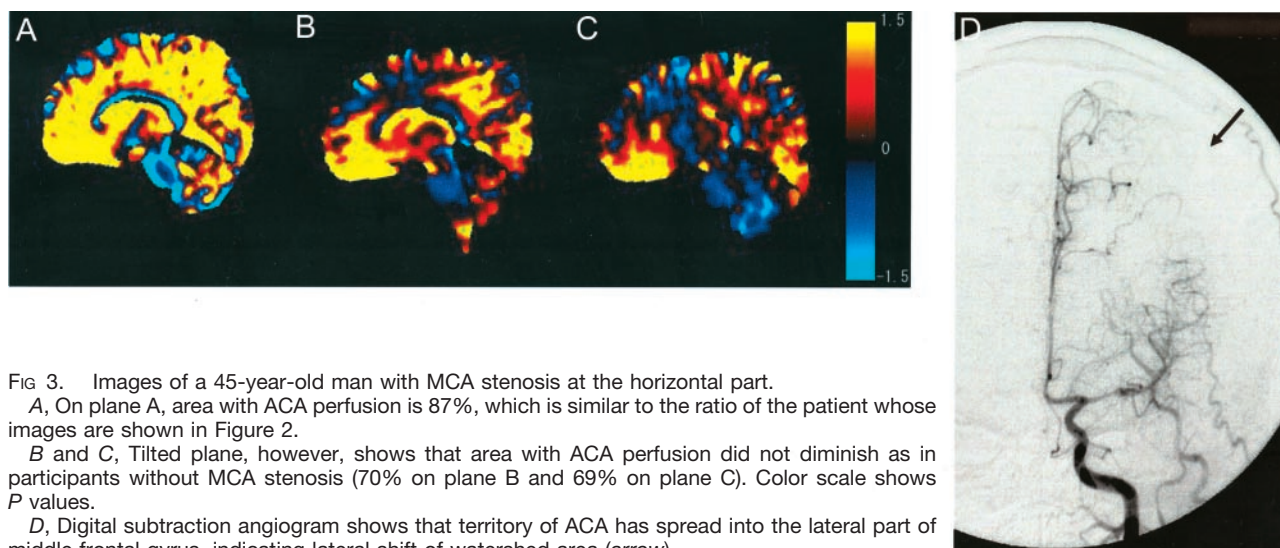 A
B
C
1.5
0
-1.5
D
FIG 3. Images of a 45-year-old man with MCA stenosis at the horizontal part.
A, On plane A, area with ACA perfusion is 87%, which is similar to the ratio of the patient whose
images are shown in Figure 2.
B and C, Tilted plane, however, shows that area with ACA perfusion did not diminish as in
participants without MCA stenosis (70% on plane B and 69% on plane C). Color scale shows
P values.
D, Digital subtraction angiogram shows that territory of ACA has spread into the lateral part of
middle frontal gyrus, indicating lateral shift of watershed area (arrow).